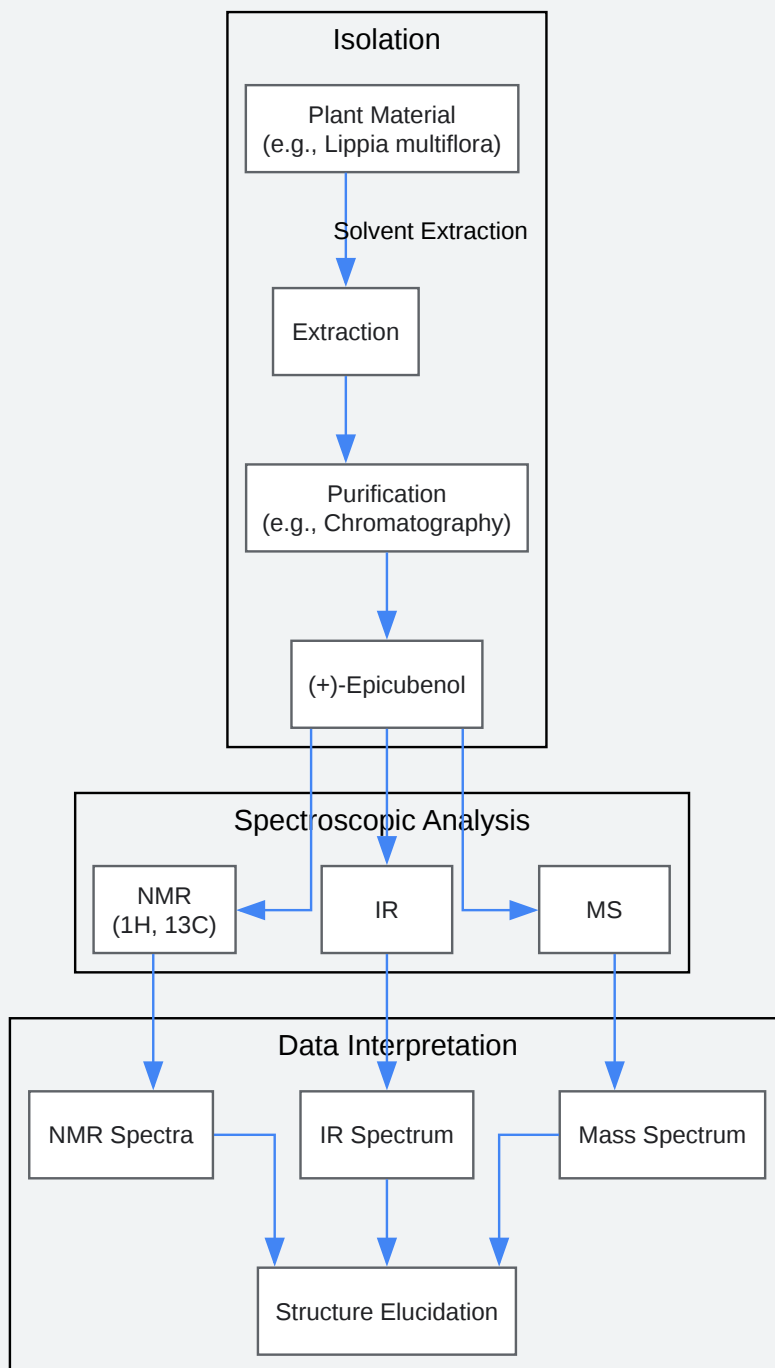 Isolation
Plant Material
(e.g., Lippia multiflora)
Solvent Extraction
Extraction
Purification
(e.g., Chromatography)
(+)-Epicubenol
Spectroscopic Analysis
NMR
(1H, 13C)
IR
MS
Data Interpretation
NMR Spectra
IR Spectrum
Mass Spectrum
Structure Elucidation